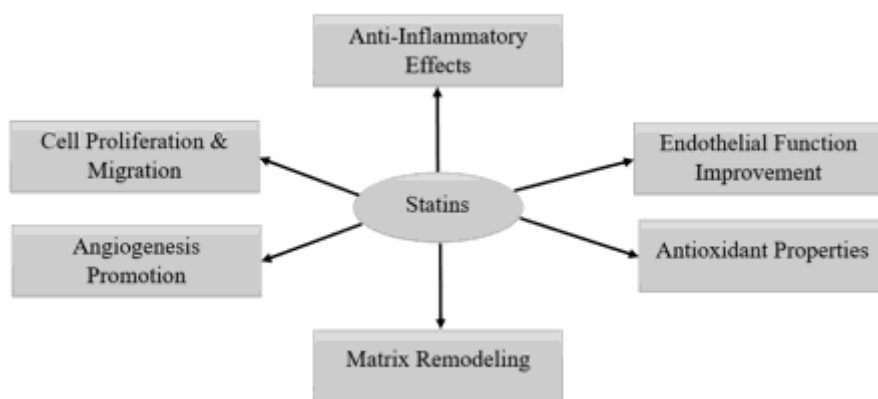 Anti-Inflammatory
Effects
Cell Proliferation &
Migration
Endothelial Function
Improvement
Statins
Angiogenesis
Promotion
Antioxidant Properties
Matrix Remodeling